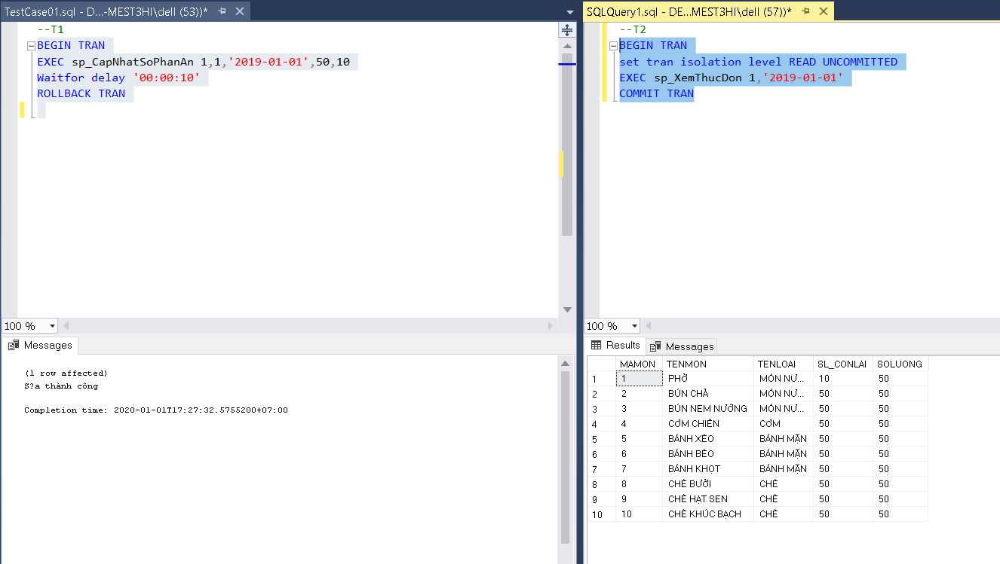 TestCase01.sql - D...-MEST3HI\dell (53))*
--T1
BEGIN TRAN
EXEC sp_CapNhatSoPhanAn 1,1,'2019-01-01',50,10
Waitfor delay '00:00:10'
ROLLBACK TRAN
100 %
Messages
(1 row affected)
S?a thành công
Completion time: 2020-01-01T17:27:32.5755200+07:00
SQLQuery1.sql - DE...MEST3HI\dell (57))*
--T2
BEGIN TRAN
set tran isolation level READ UNCOMMITTED
EXEC sp_XemThucDon 1,'2019-01-01'
COMMIT TRAN
100 %
Results Messages
MAMON TENMON TENLOAI SL_CONLAI SOLUONG
1 1 PHỞ MÓN NƯ... 10 50
2 2 BÚN CHẢ MÓN NƯ... 50 50
3 3 BÚN NEM NƯỚNG MÓN NƯ... 50 50
4 4 CƠM CHIÊN CƠM 50 50
5 5 BÁNH XÈO BÁNH MẶN 50 50
6 6 BÁNH BÈO BÁNH MẶN 50 50
7 7 BÁNH KHỌT BÁNH MẶN 50 50
8 8 CHÈ BƯỞI CHÈ 50 50
9 9 CHÈ HẠT SEN CHÈ 50 50
10 10 CHÈ KHÚC BẠCH CHÈ 50 50